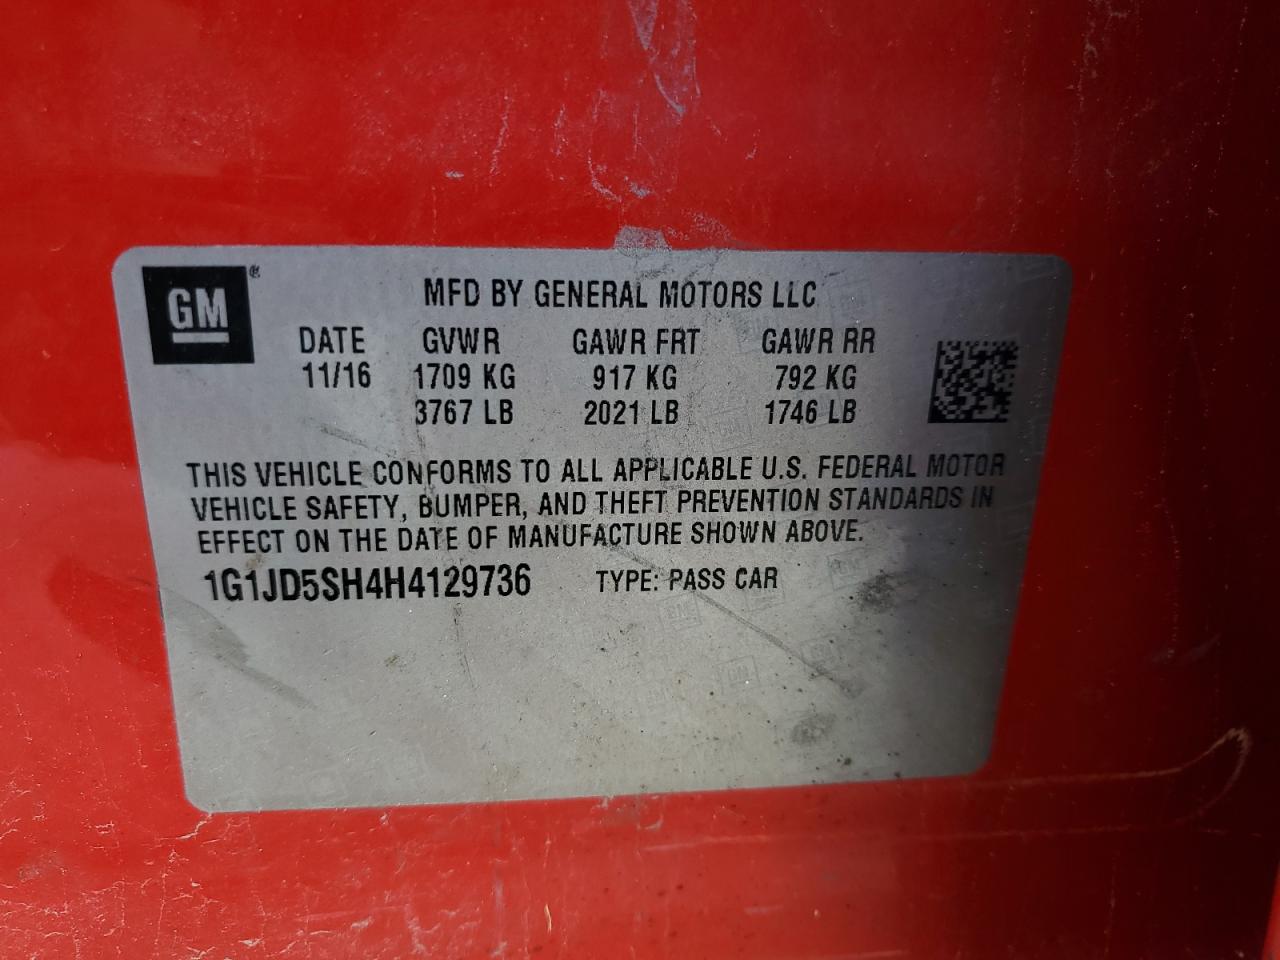 GM®
MFD BY GENERAL MOTORS LLC
DATE GVWR GAWR FRT GAWR RR
11/16 1709 KG 917 KG 792 KG
3767 LB 2021 LB 1746 LB
THIS VEHICLE CONFORMS TO ALL APPLICABLE U.S. FEDERAL MOTOR
VEHICLE SAFETY, BUMPER, AND THEFT PREVENTION STANDARDS IN
EFFECT ON THE DATE OF MANUFACTURE SHOWN ABOVE.
1G1JD5SH4H4129736 TYPE: PASS CAR